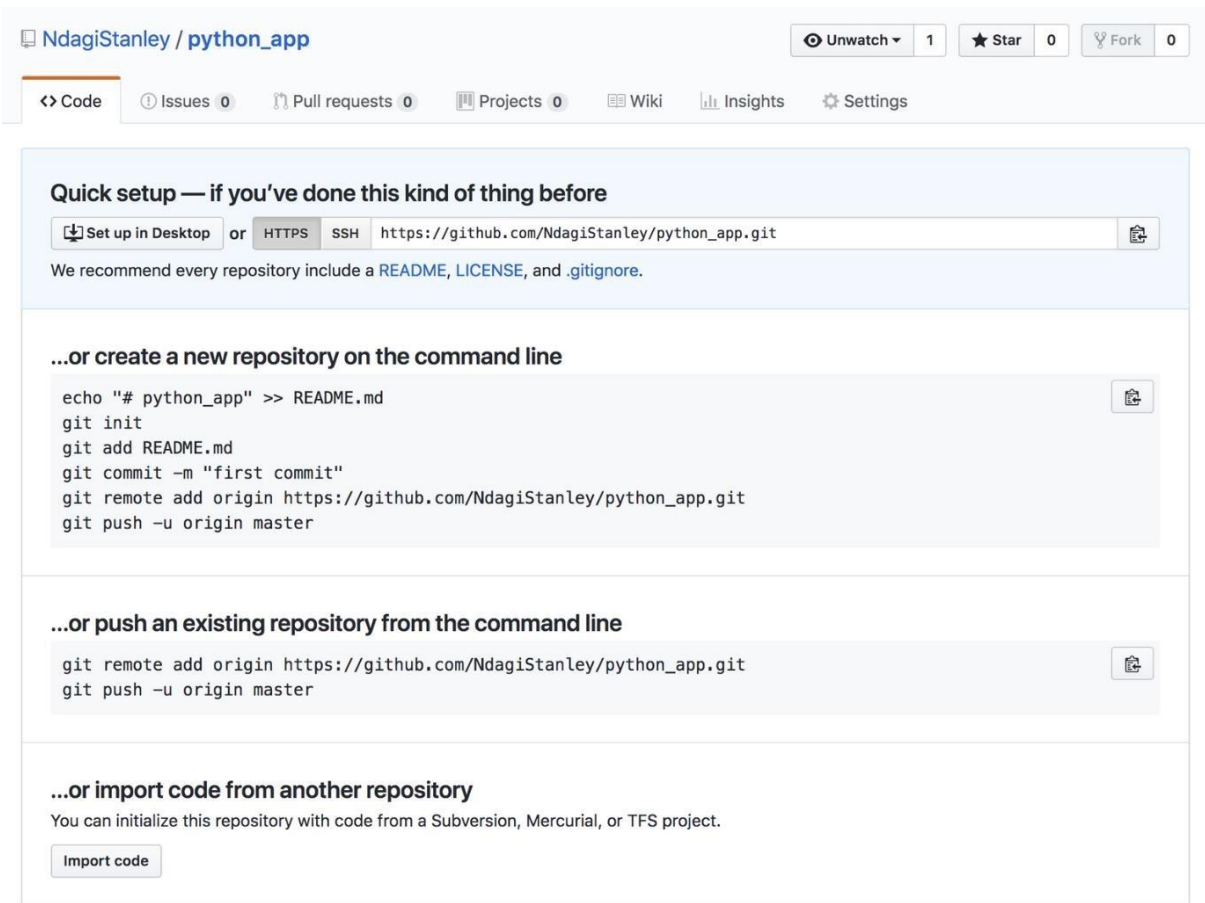 NdagiStanley / python_app
Unwatch 1 Star 0 Fork 0
<> Code Issues 0 Pull requests 0 Projects 0 Wiki Insights Settings
Quick setup — if you’ve done this kind of thing before
Set up in Desktop or HTTPS SSH https://github.com/NdagiStanley/python_app.git
We recommend every repository include a README, LICENSE, and .gitignore.
…or create a new repository on the command line
echo "# python_app" >> README.md
git init
git add README.md
git commit -m "first commit"
git remote add origin https://github.com/NdagiStanley/python_app.git
git push -u origin master
…or push an existing repository from the command line
git remote add origin https://github.com/NdagiStanley/python_app.git
git push -u origin master
…or import code from another repository
You can initialize this repository with code from a Subversion, Mercurial, or TFS project.
Import code